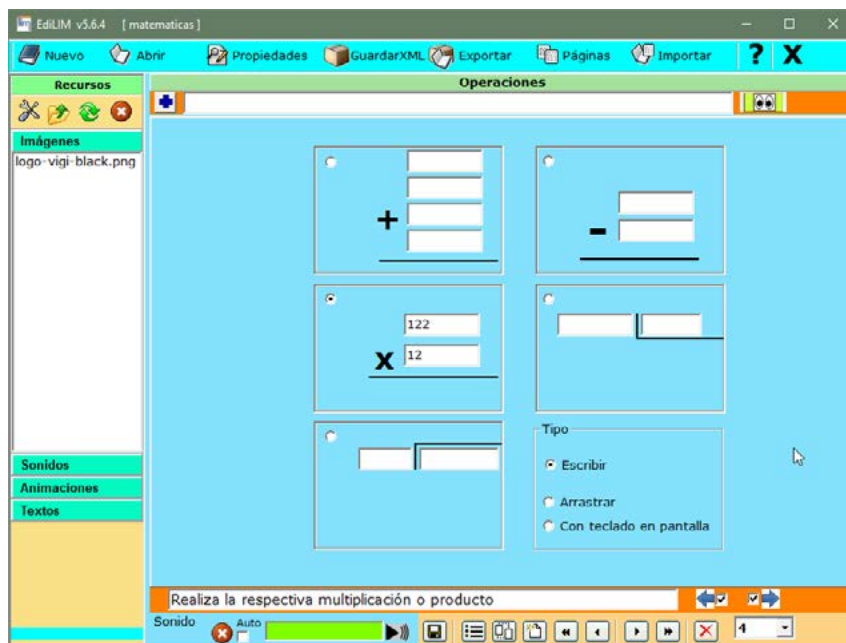 EdiLIM v5.6.4 [ matematicas ]
Nuevo Abrir Propiedades GuardarXML Exportar Páginas Importar ? X
Recursos
Operaciones
Imágenes
logo-vigi-black.png
+
-
122
X 12
Tipo
Escribir
Arrastrar
Con teclado en pantalla
Sonidos
Animaciones
Textos
Realiza la respectiva multiplicación o producto
Sonido Auto 4